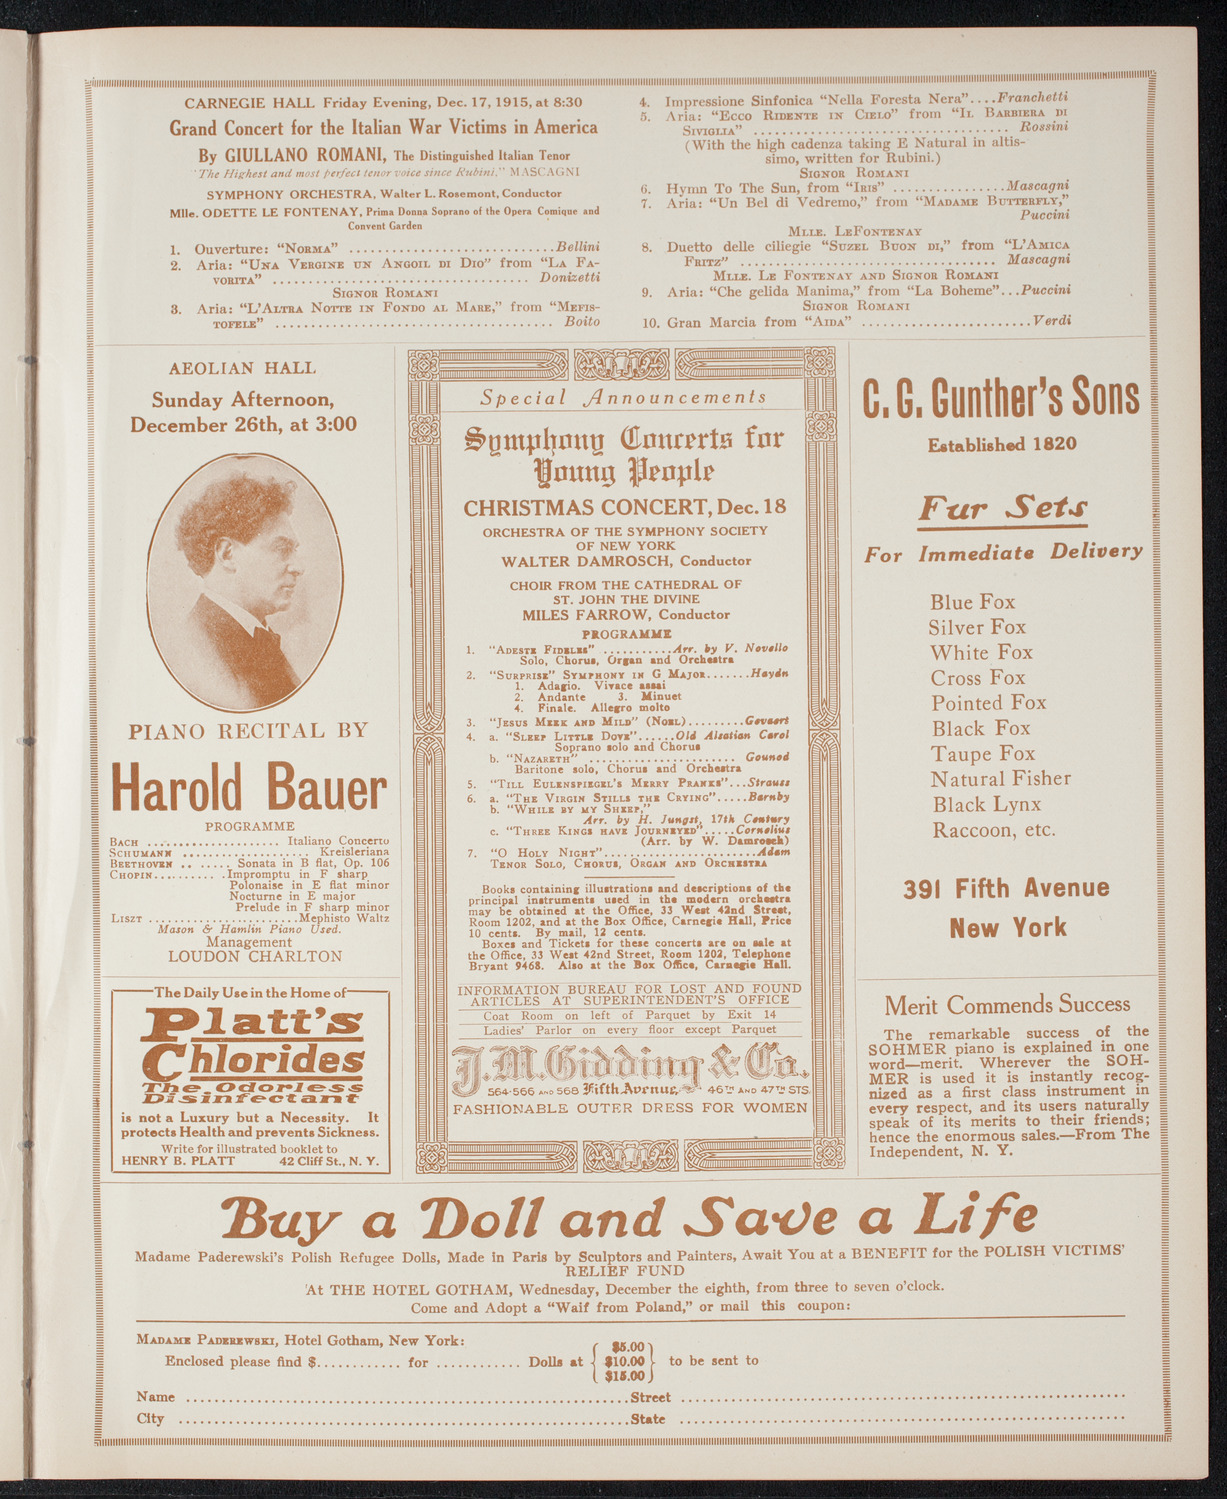 CARNEGIE HALL Friday Evening, Dec. 17, 1915, at 8:30
Grand Concert for the Italian War Victims in America
By GIULLANO ROMANI, The Distinguished Italian Tenor
"The Highest and most perfect tenor voice since Rubini." MASCAGNI
SYMPHONY ORCHESTRA, Walter L. Rosemont, Conductor
Mlle. ODETTE LE FONTENAY, Prima Donna Soprano of the Opera Comique and
Convent Garden
1. Ouverture: "NORMA" ............................Bellini
2. Aria: "UNA VERGINE UN ANGOIL DI DIO" from "LA FA-
VORITA" .................................. Donizetti
SIGNOR ROMANI
3. Aria: "L'ALTRA NOTTE IN FONDO AL MARE," from "MEFIS-
TOFELE" ...................................... Boito
4. Impressione Sinfonica "Nella Foresta Nera"....Franchetti
5. Aria: "ECCO RIDENTE IN CIELO" from "IL BARBIERA DI
SIVIGLIA" .................................. Rossini
(With the high cadenza taking E Natural in altis-
simo, written for Rubini.)
SIGNOR ROMANI
6. Hymn To The Sun, from "IRIS" ................Mascagni
7. Aria: "Un Bel di Vedremo," from "MADAME BUTTERFLY,"
Puccini
MLLE. LEFONTENAY
8. Duetto delle ciliegie "SUZEL BUON DI," from "L'AMICA
FRITZ" ................................... Mascagni
MLLE. LE FONTENAY AND SIGNOR ROMANI
9. Aria: "Che gelida Manima," from "La Boheme"...Puccini
SIGNOR ROMANI
10. Gran Marcia from "AIDA" .......................Verdi
AEOLIAN HALL
Sunday Afternoon,
December 26th, at 3:00
PIANO RECITAL BY
Harold Bauer
PROGRAMME
BACH ..................... Italiano Concerto
SCHUMANN .................. Kreisleriana
BEETHOVEN .. ..... Sonata in B flat, Op. 106
CHOPIN..........Impromptu in F sharp
Polonaise in E flat minor
Nocturne in E major
Prelude in F sharp minor
LISZT .......................Mephisto Waltz
Mason & Hamlin Piano Used.
Management
LOUDON CHARLTON
The Daily Use in the Home of
Platt's
Chlorides
The Odorless
Disinfectant
is not a Luxury but a Necessity. It
protects Health and prevents Sickness.
Write for illustrated booklet to
HENRY B. PLATT 42 Cliff St., N. Y.
Special Announcements
Symphony Concerts for
Young People
CHRISTMAS CONCERT, Dec. 18
ORCHESTRA OF THE SYMPHONY SOCIETY
OF NEW YORK
WALTER DAMROSCH, Conductor
CHOIR FROM THE CATHEDRAL OF
ST. JOHN THE DIVINE
MILES FARROW, Conductor
PROGRAMME
1. "ADESTE FIDELES" ..........Arr. by V. Novello
Solo, Chorus, Organ and Orchestra
2. "SURPRISE" SYMPHONY IN G MAJOR.......Haydn
1. Adagio. Vivace assai
2. Andante 3. Minuet
4. Finale. Allegro molto
3. "JESUS MEEK AND MILD" (NOEL).........Gevaert
4. a. "SLEEP LITTLE DOVE"......Old Alsatian Carol
Soprano solo and Chorus
b. "NAZARETH" ...................... Gounod
Baritone solo, Chorus and Orchestra
5. "TILL EULENSPIEGEL'S MERRY PRANKS"...Strauss
6. a. "THE VIRGIN STILLS THE CRYING".....Barnby
b. "WHILE BY MY SHEEP,"
Arr. by H. Jungst, 17th Century
c. "THREE KINGS HAVE JOURNEYED".....Cornelius
(Arr. by W. Damrosch)
7. "O HOLY NIGHT".......................Adam
TENOR SOLO, CHORUS, ORGAN AND ORCHESTRA
Books containing illustrations and descriptions of the
principal instruments used in the modern orchestra
may be obtained at the Office, 33 West 42nd Street,
Room 1202, and at the Box Office, Carnegie Hall, Price
10 cents. By mail, 12 cents.
Boxes and Tickets for these concerts are on sale at
the Office, 33 West 42nd Street, Room 1202, Telephone
Bryant 9468. Also at the Box Office, Carnegie Hall.
INFORMATION BUREAU FOR LOST AND FOUND
ARTICLES AT SUPERINTENDENT'S OFFICE
Coat Room on left of Parquet by Exit 14
Ladies' Parlor on every floor except Parquet
J.M. Gidding & Co.
564-566 AND 568 Fifth Avenue, 46TH AND 47TH STS.
FASHIONABLE OUTER DRESS FOR WOMEN
C. G. Gunther's Sons
Established 1820
Fur Sets
For Immediate Delivery
Blue Fox
Silver Fox
White Fox
Cross Fox
Pointed Fox
Black Fox
Taupe Fox
Natural Fisher
Black Lynx
Raccoon, etc.
391 Fifth Avenue
New York
Merit Commends Success
The remarkable success of the
SOHMER piano is explained in one
word—merit. Wherever the SOH-
MER is used it is instantly recog-
nized as a first class instrument in
every respect, and its users naturally
speak of its merits to their friends;
hence the enormous sales.—From The
Independent, N. Y.
Buy a Doll and Save a Life
Madame Paderewski's Polish Refugee Dolls, Made in Paris by Sculptors and Painters, Await You at a BENEFIT for the POLISH VICTIMS'
RELIEF FUND
At THE HOTEL GOTHAM, Wednesday, December the eighth, from three to seven o'clock.
Come and Adopt a "Waif from Poland," or mail this coupon:
MADAME PADEREWSKI, Hotel Gotham, New York:
Enclosed please find $............ for ............ Dolls at { $5.00 $10.00 $15.00 } to be sent to
Name ..............................Street ..............................
City ..............................State ..............................